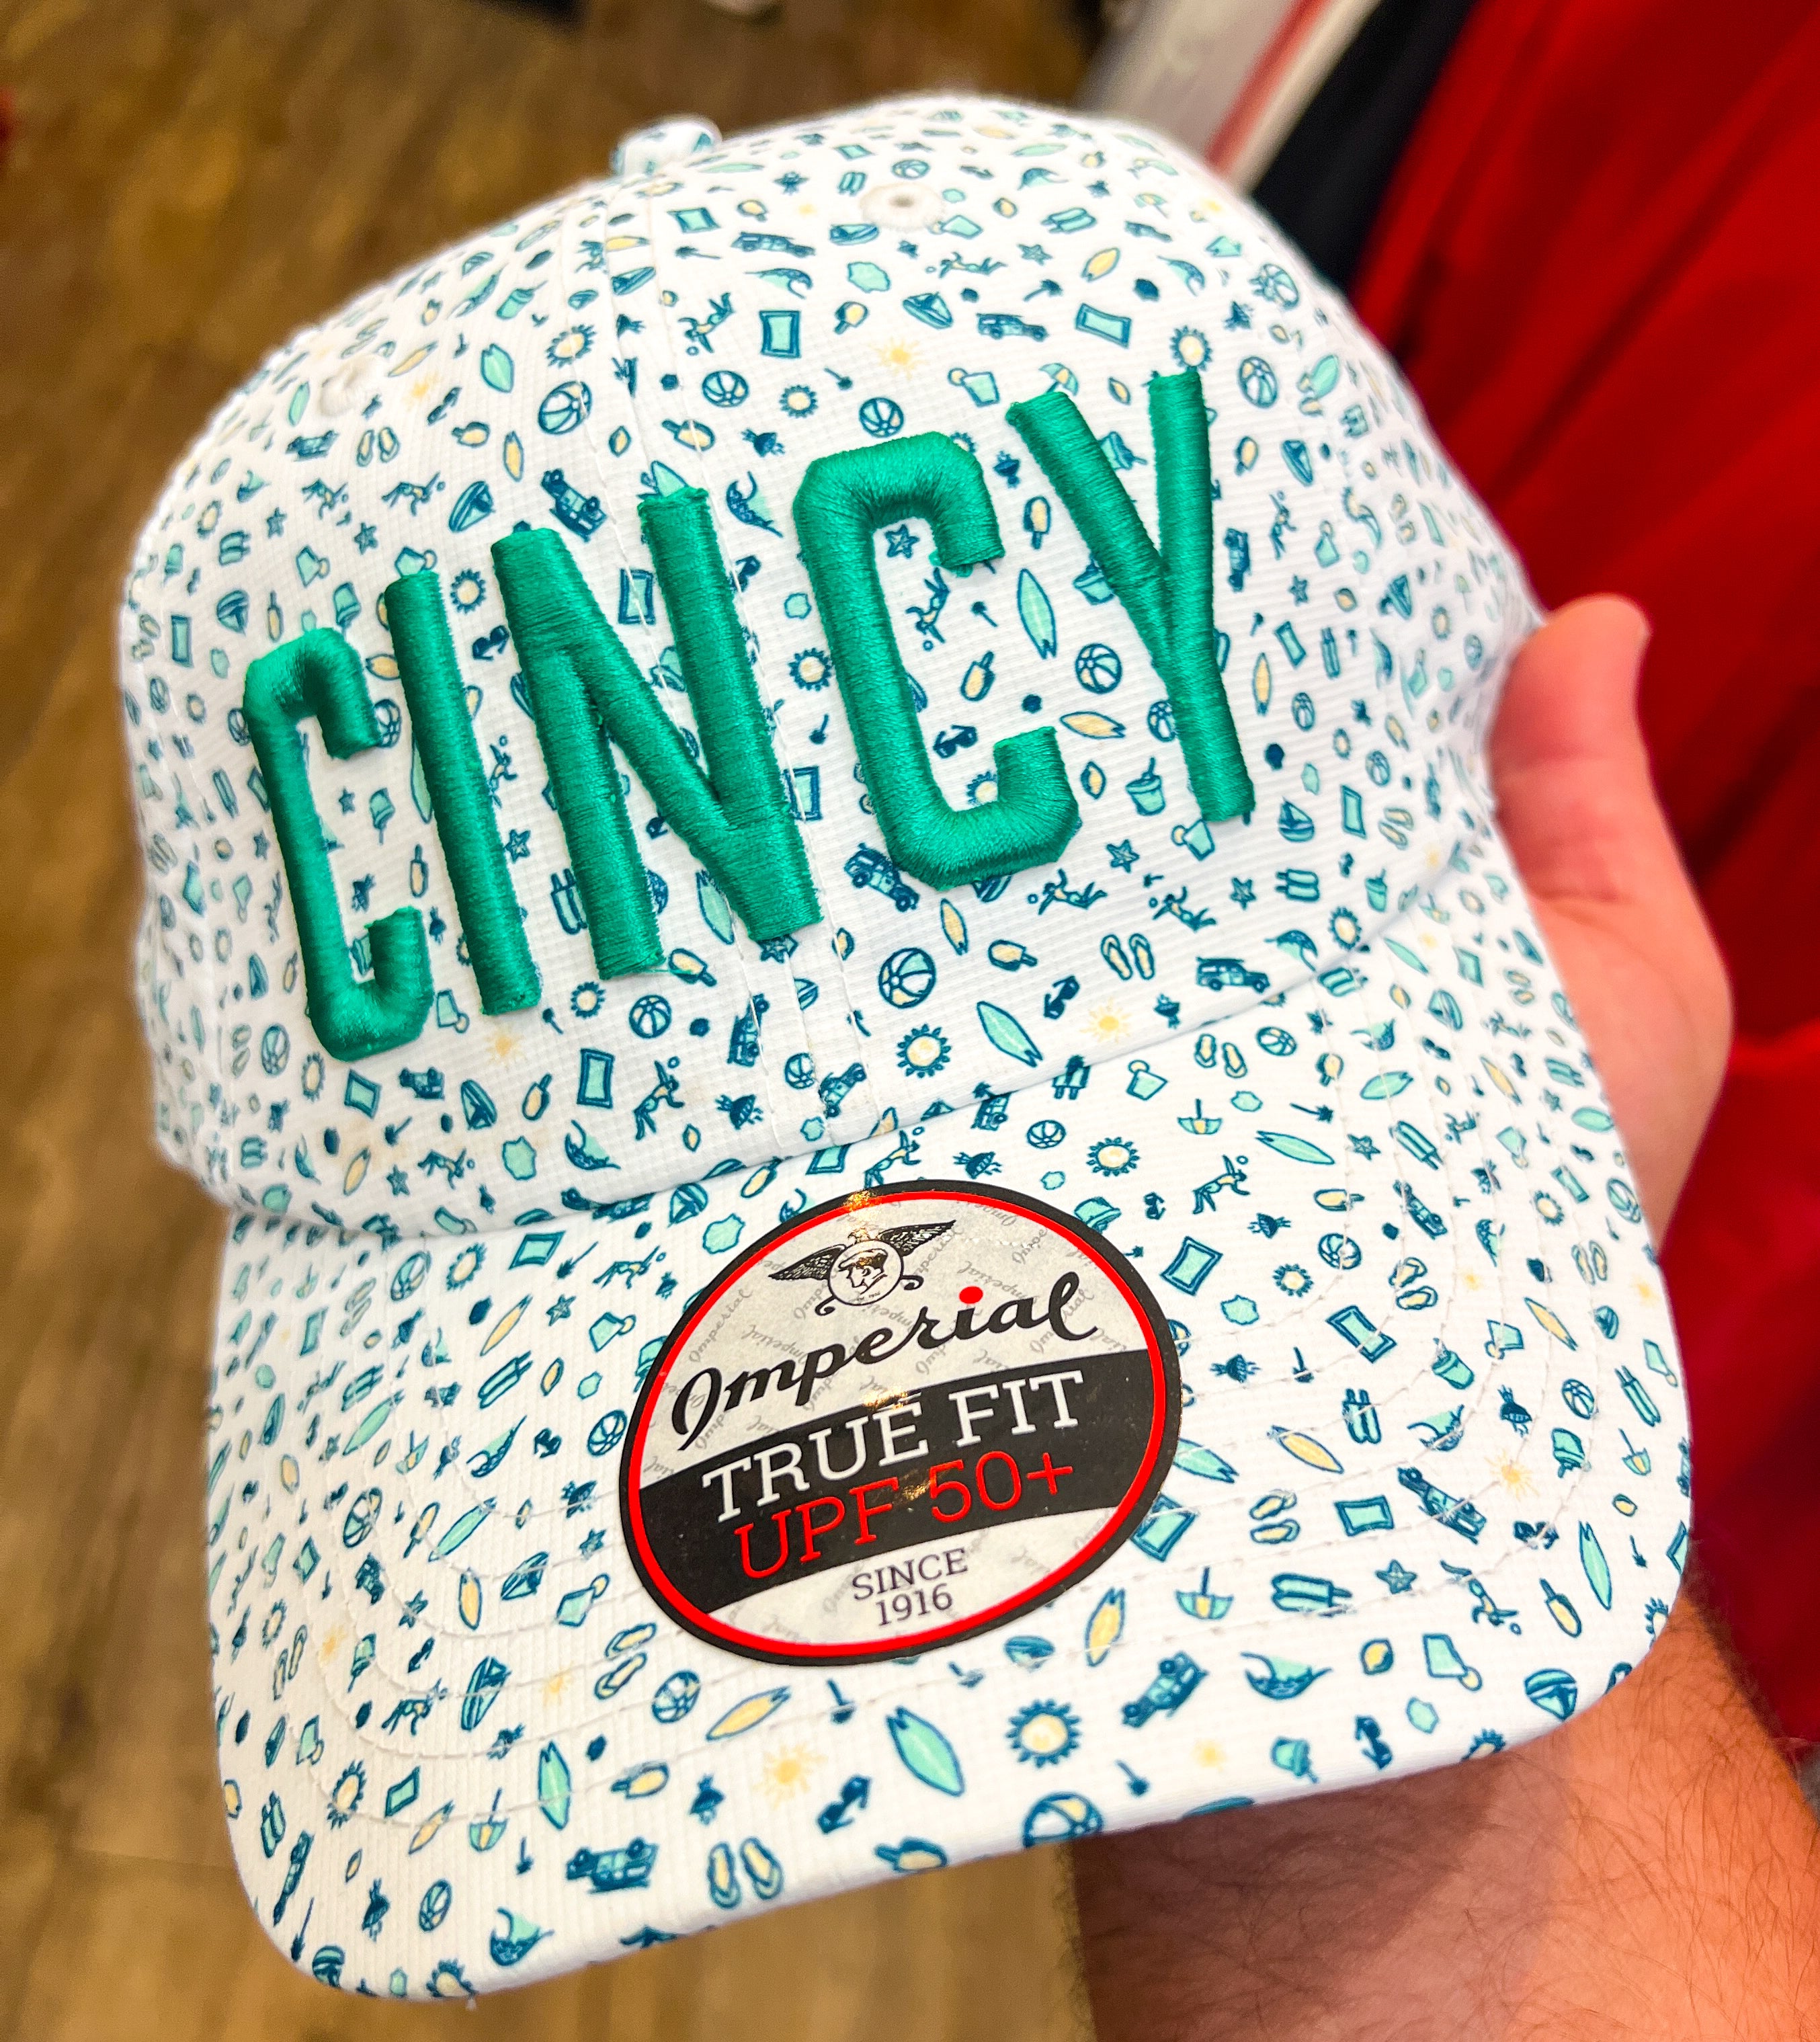 CINCY
Imperial
TRUE FIT
UPF 50+
SINCE
1916